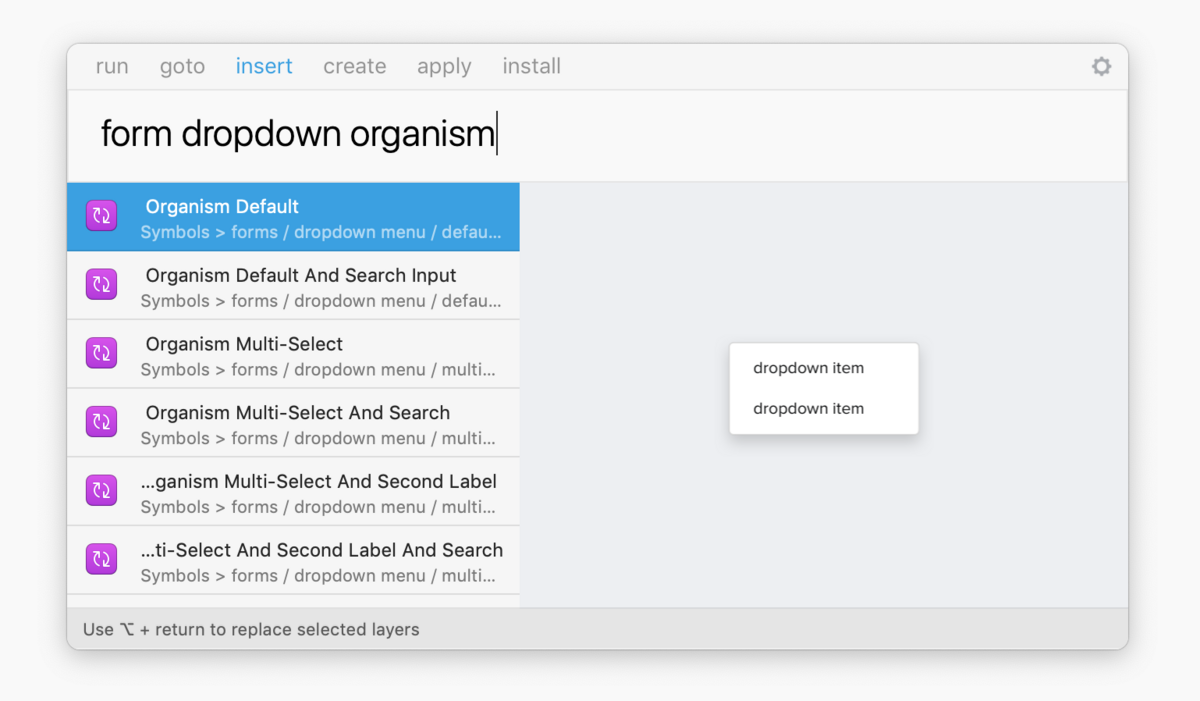 run goto insert create apply install
form dropdown organism
Organism Default
Symbols > forms / dropdown menu / defau...
Organism Default And Search Input
Symbols > forms / dropdown menu / defau...
Organism Multi-Select
Symbols > forms / dropdown menu / multi...
Organism Multi-Select And Search
Symbols > forms / dropdown menu / multi...
...ganism Multi-Select And Second Label
Symbols > forms / dropdown menu / multi...
...ti-Select And Second Label And Search
Symbols > forms / dropdown menu / multi...
dropdown item
dropdown item
Use ⌥ + return to replace selected layers